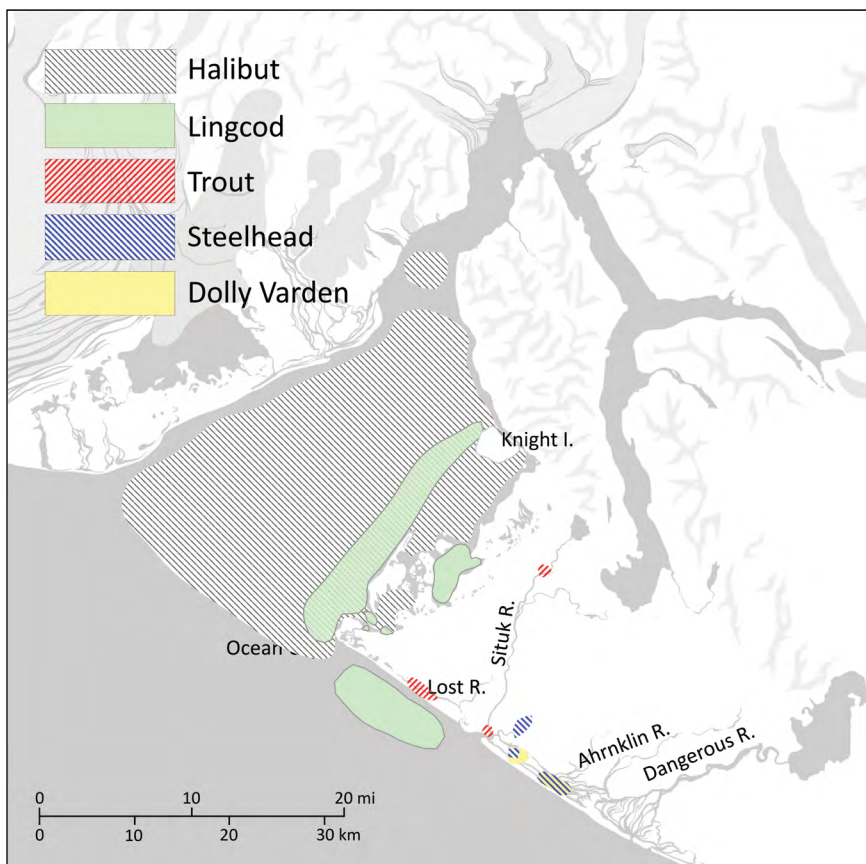 Halibut
Lingcod
Trout
Steelhead
Dolly Varden
Knight I.
Situk R.
Ocean
Lost R.
Ahrnklin R.
Dangerous R.
0 10 20 mi
0 10 20 30 km